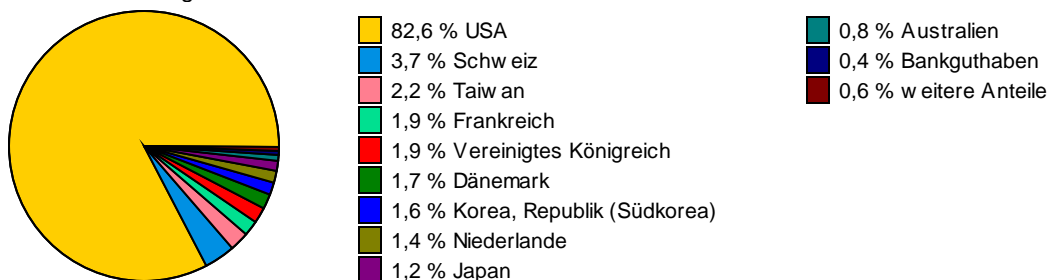 82,6 % USA
3,7 % Schweiz
2,2 % Taiwan
1,9 % Frankreich
1,9 % Vereinigtes Königreich
1,7 % Dänemark
1,6 % Korea, Republik (Südkorea)
1,4 % Niederlande
1,2 % Japan
0,8 % Australien
0,4 % Bankguthaben
0,6 % weitere Anteile